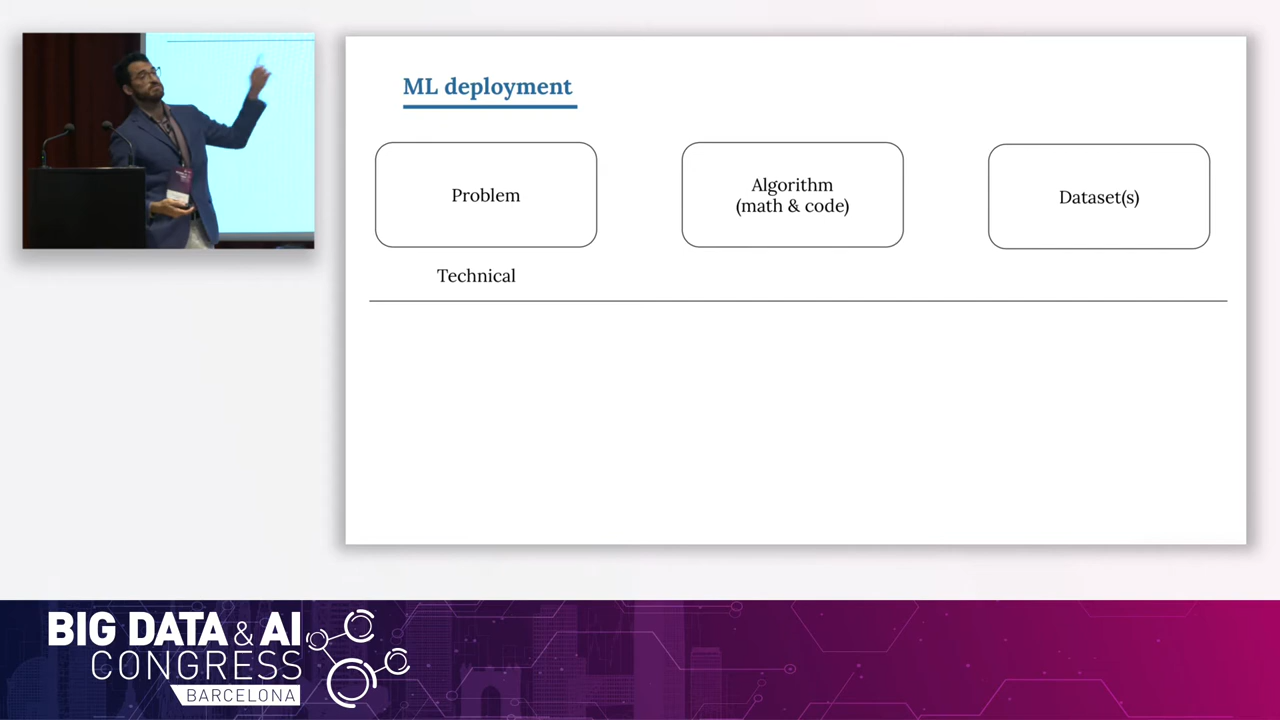 ML deployment
Problem
Algorithm
(math & code)
Dataset(s)
Technical
BIG DATA & AI
CONGRESS
BARCELONA